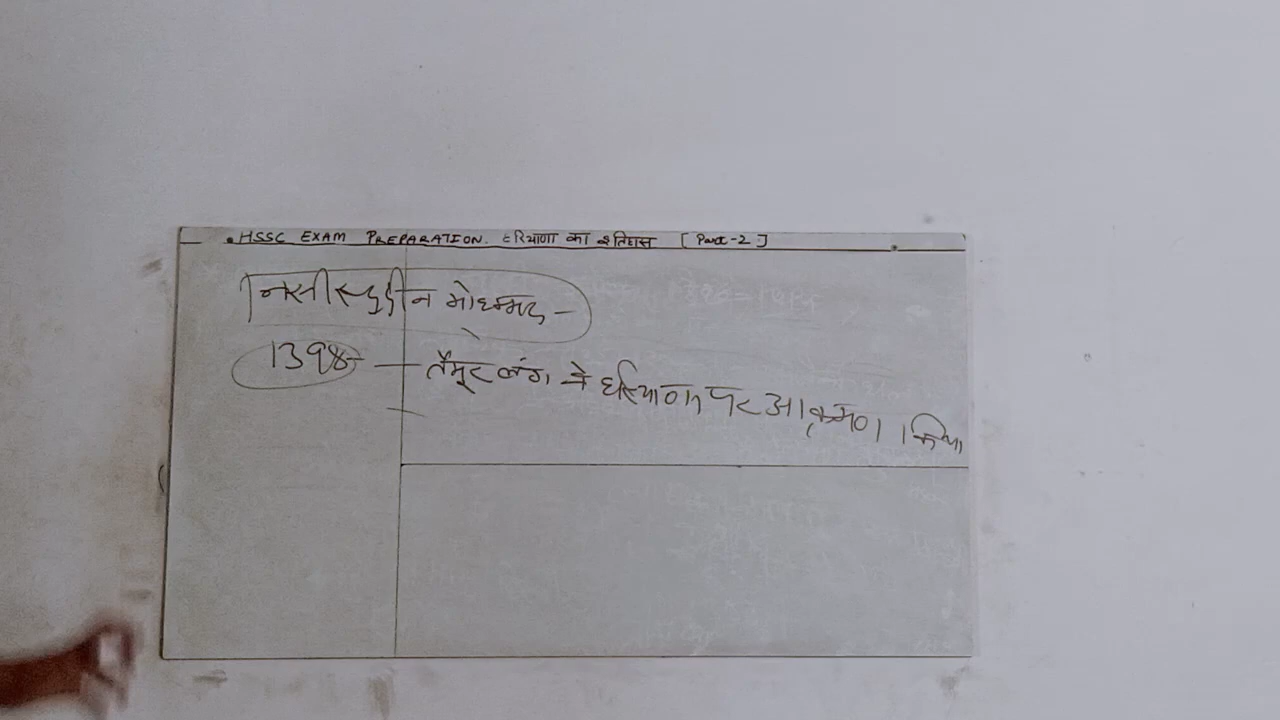 . HSSC EXAM PREPARATION. हरियाणा का इतिहास [Part-2]
नसीरुद्दीन मोहम्मद -
1398 - तैमूर लंग ने हरियाणा पर आक्रमण किया